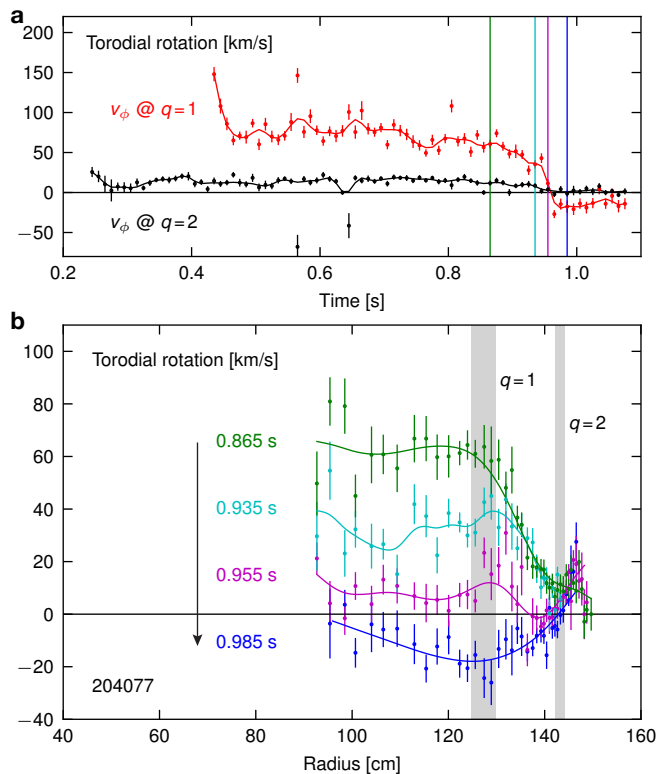 a
200
150
100
50
0
−50
Torodial rotation [km/s]
vϕ @ q=1
vϕ @ q=2
0.2 0.4 0.6 0.8 1.0
Time [s]
b
100
80
60
40
20
0
−20
−40
Torodial rotation [km/s]
q=1
q=2
0.865 s
0.935 s
0.955 s
0.985 s
204077
40 60 80 100 120 140 160
Radius [cm]